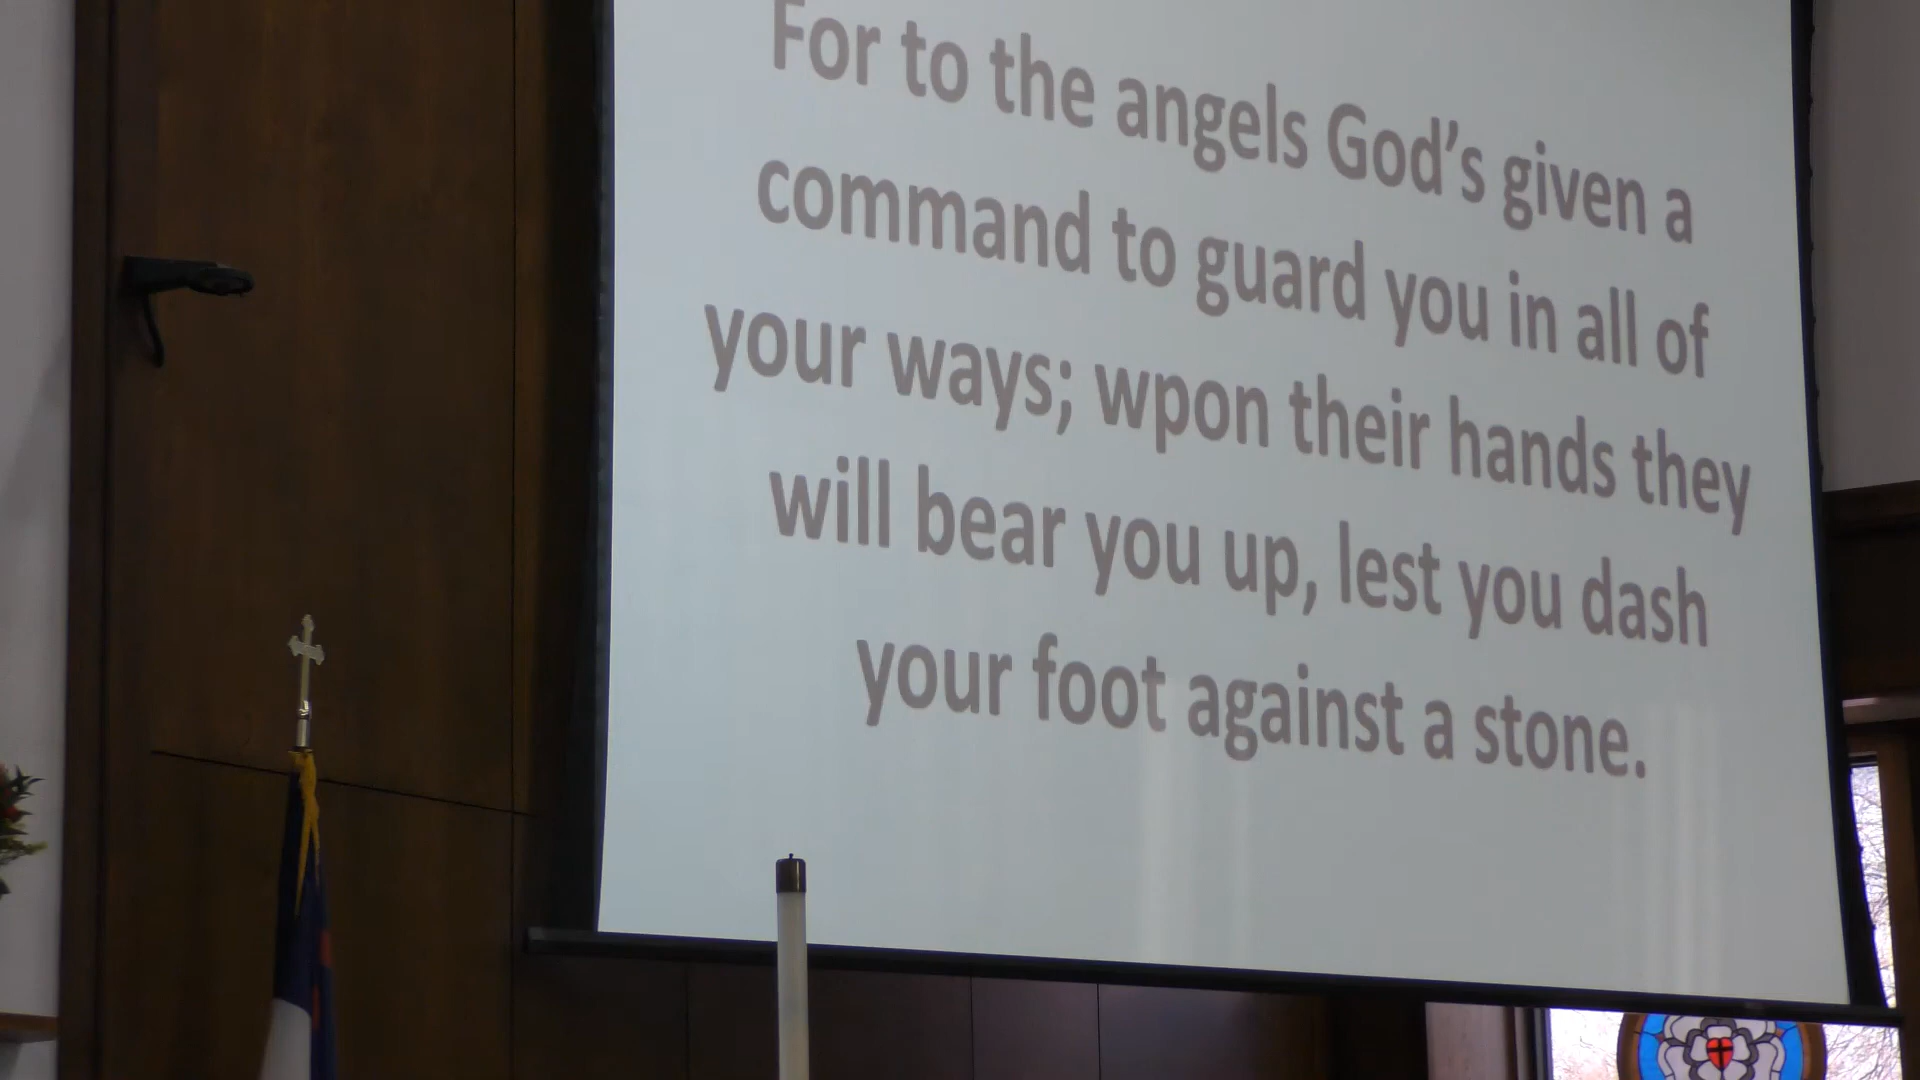 For to the angels God’s given a
command to guard you in all of
your ways; wpon their hands they
will bear you up, lest you dash
your foot against a stone.